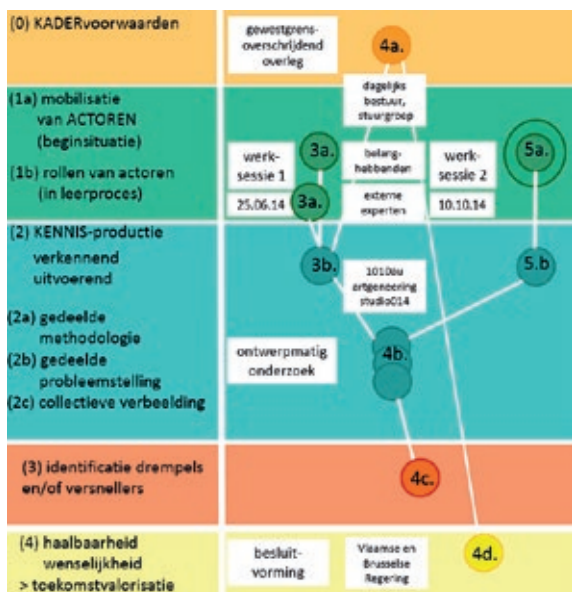 (0) KADERvoorwaarden
gewestgrens-
overschrijdend
overleg
4a.
(1a) mobilisatie
van ACTOREN
(beginsituatie)
(1b) rollen van actoren
(in leerproces)
dagelijks
bestuur,
stuurgroep
werk-
sessie 1
25.06.14
3a.
3a.
belang-
hebbenden
externe
experten
werk-
sessie 2
10.10.14
5a.
(2) KENNIS-productie
verkennend
uitvoerend
(2a) gedeelde
methodologie
(2b) gedeelde
probleemstelling
(2c) collectieve verbeelding
3b.
1010au
artgeneering
studio014
5.b
ontwerpmatig
onderzoek
4b.
(3) identificatie drempels
en/of versnellers
4c.
(4) haalbaarheid
wenselijkheid
> toekomstvalorisatie
besluit-
vorming
Vlaamse en
Brusselse
Regering
4d.